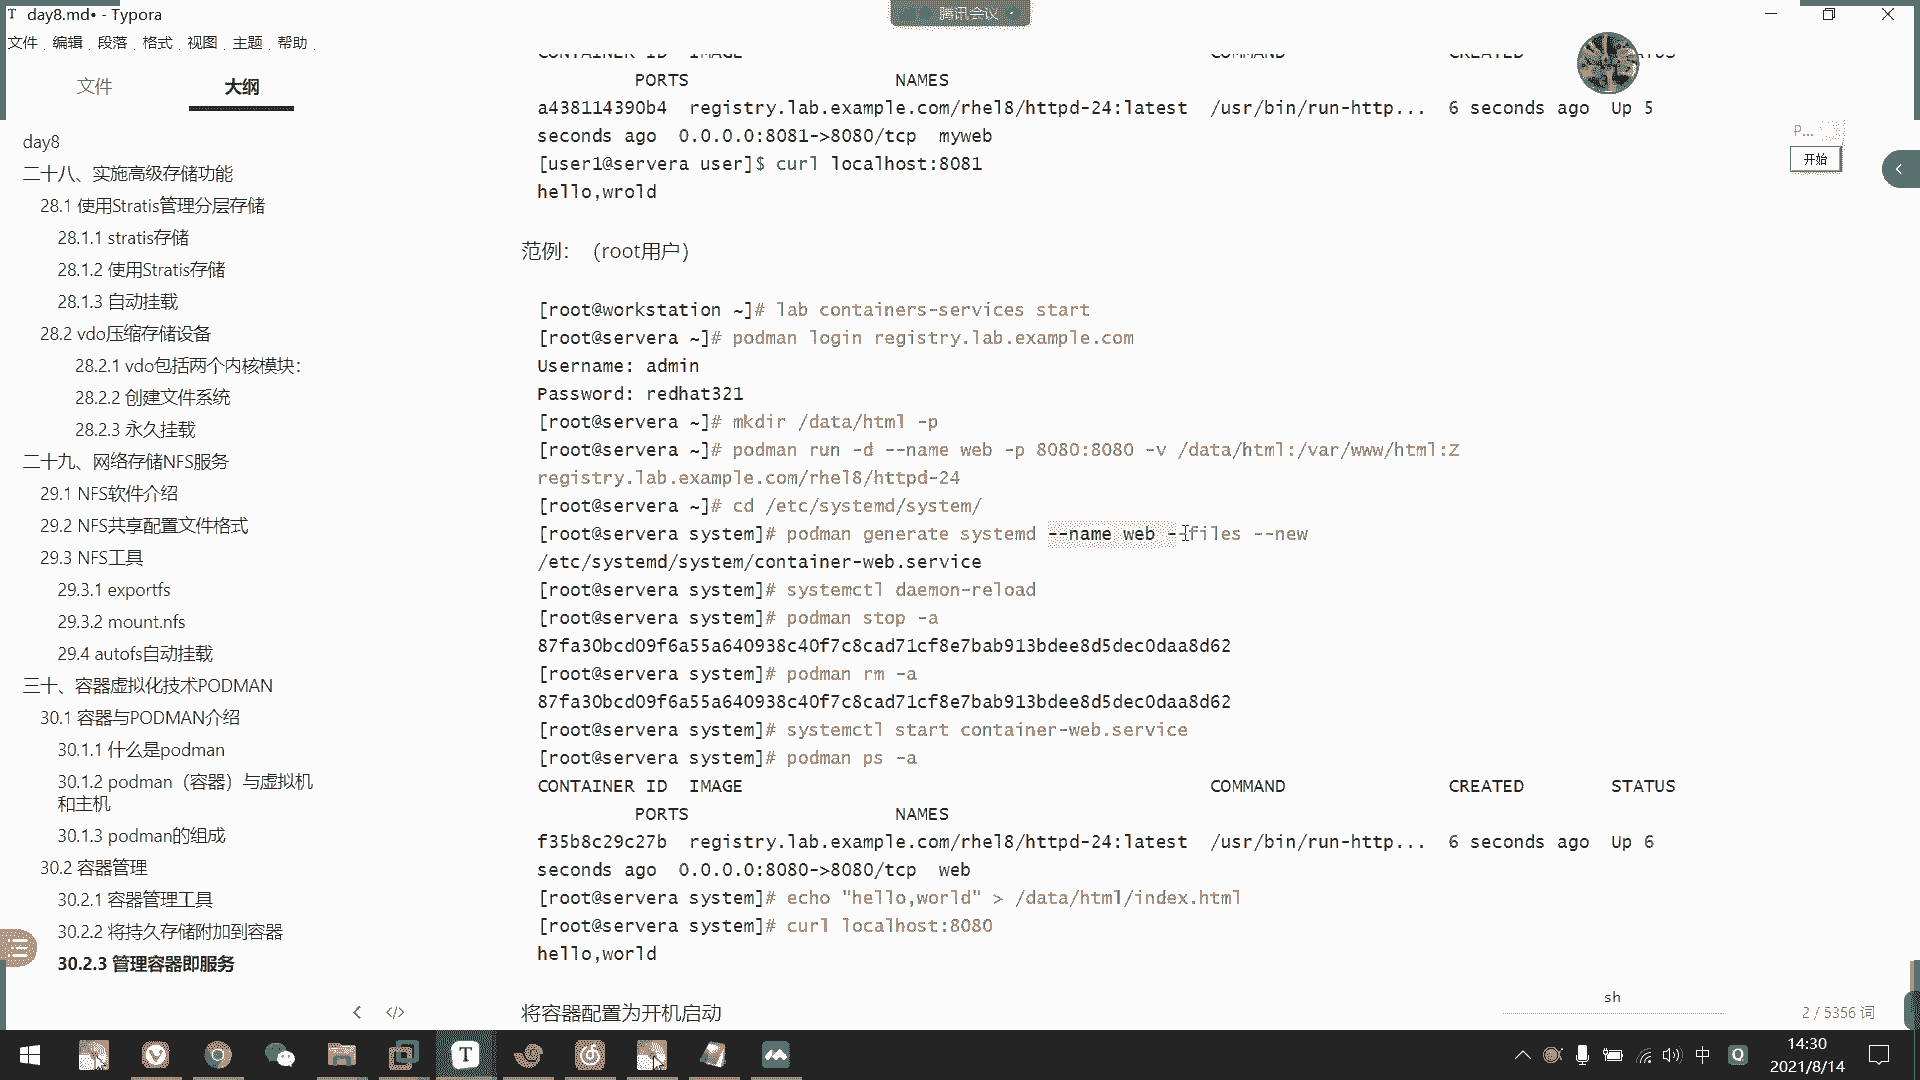 day8.md• - Typora
腾讯会议
文件 编辑 段落 格式 视图 主题 帮助
文件 大纲
day8
二十八、实施高级存储功能
28.1 使用Stratis管理分层存储
28.1.1 stratis存储
28.1.2 使用Stratis存储
28.1.3 自动挂载
28.2 vdo压缩存储设备
28.2.1 vdo包括两个内核模块：
28.2.2 创建文件系统
28.2.3 永久挂载
二十九、网络存储NFS服务
29.1 NFS软件介绍
29.2 NFS共享配置文件格式
29.3 NFS工具
29.3.1 exportfs
29.3.2 mount.nfs
29.4 autofs自动挂载
三十、容器虚拟化技术PODMAN
30.1 容器与PODMAN介绍
30.1.1 什么是podman
30.1.2 podman（容器）与虚拟机
和主机
30.1.3 podman的组成
30.2 容器管理
30.2.1 容器管理工具
30.2.2 将持久存储附加到容器
30.2.3 管理容器即服务
CONTAINER ID IMAGE COMMAND CREATED STATUS
PORTS NAMES
a438114390b4 registry.lab.example.com/rhel8/httpd-24:latest /usr/bin/run-http... 6 seconds ago Up 5
seconds ago 0.0.0.0:8081->8080/tcp myweb
[user1@servera user]$ curl localhost:8081
hello,wrold
范例：（root用户）
[root@workstation ~]# lab containers-services start
[root@servera ~]# podman login registry.lab.example.com
Username: admin
Password: redhat321
[root@servera ~]# mkdir /data/html -p
[root@servera ~]# podman run -d --name web -p 8080:8080 -v /data/html:/var/www/html:Z
registry.lab.example.com/rhel8/httpd-24
[root@servera ~]# cd /etc/systemd/system/
[root@servera system]# podman generate systemd --name web --files --new
/etc/systemd/system/container-web.service
[root@servera system]# systemctl daemon-reload
[root@servera system]# podman stop -a
87fa30bcd09f6a55a640938c40f7c8cad71cf8e7bab913bdee8d5dec0daa8d62
[root@servera system]# podman rm -a
87fa30bcd09f6a55a640938c40f7c8cad71cf8e7bab913bdee8d5dec0daa8d62
[root@servera system]# systemctl start container-web.service
[root@servera system]# podman ps -a
CONTAINER ID IMAGE COMMAND CREATED STATUS
PORTS NAMES
f35b8c29c27b registry.lab.example.com/rhel8/httpd-24:latest /usr/bin/run-http... 6 seconds ago Up 6
seconds ago 0.0.0.0:8080->8080/tcp web
[root@servera system]# echo "hello,world" > /data/html/index.html
[root@servera system]# curl localhost:8080
hello,world
将容器配置为开机启动
sh
P...
开始
2 / 5356 词
中
14:30
2021/8/14